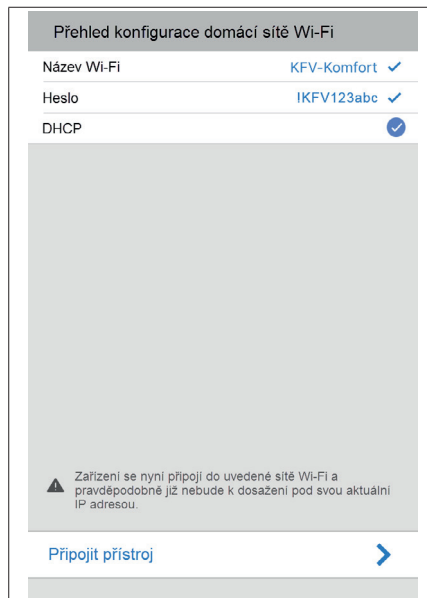 Přehled konfigurace domácí sítě Wi-Fi
Název Wi-Fi KFV-Komfort
Heslo !KFV123abc
DHCP
Zařízení se nyní připojí do uvedené sítě Wi-Fi a
pravděpodobně již nebude k dosažení pod svou aktuální
IP adresou.
Připojit přístroj